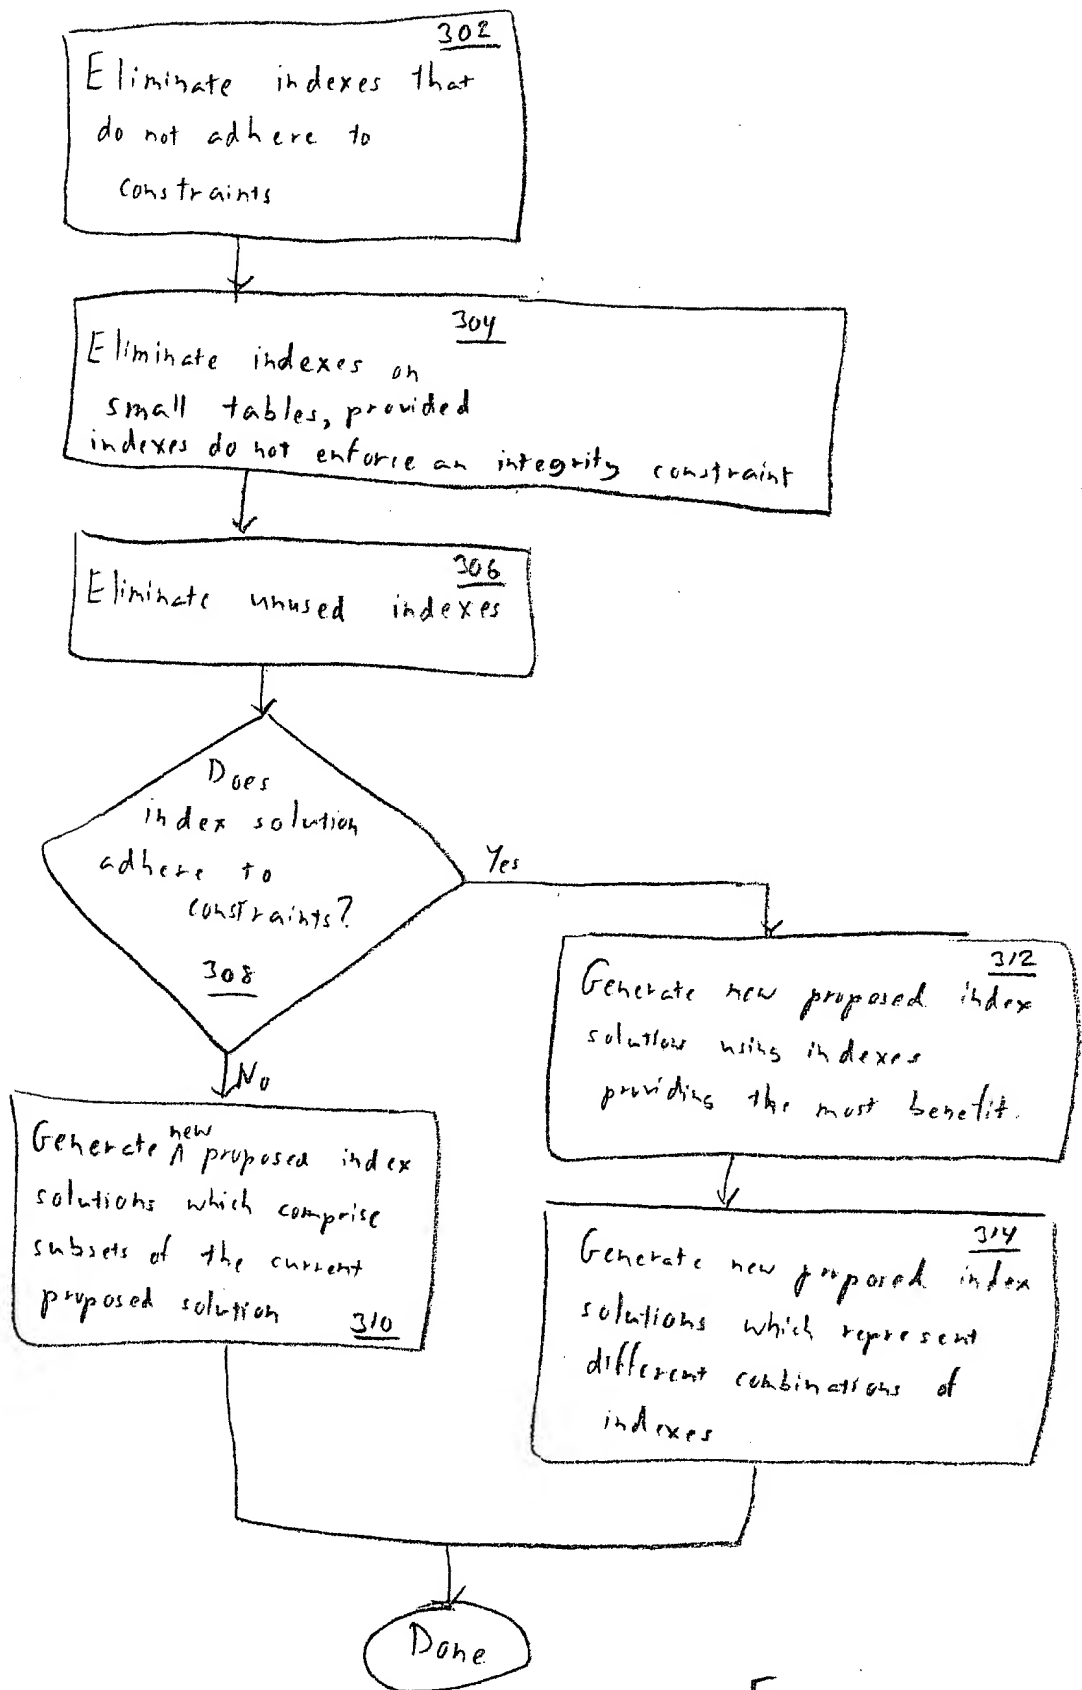 302
Eliminate indexes that
do not adhere to
constraints
304
Eliminate indexes on
small tables, provided
indexes do not enforce an integrity constraint
306
Eliminate unused indexes
Does
index solution
adhere to
constraints?
308
Yes
No
312
Generate new proposed index
solutions using indexes
providing the most benefit.
Generate new proposed index
solutions which comprise
subsets of the current
proposed solution
310
314
Generate new proposed index
solutions which represent
different combinations of
indexes
Done